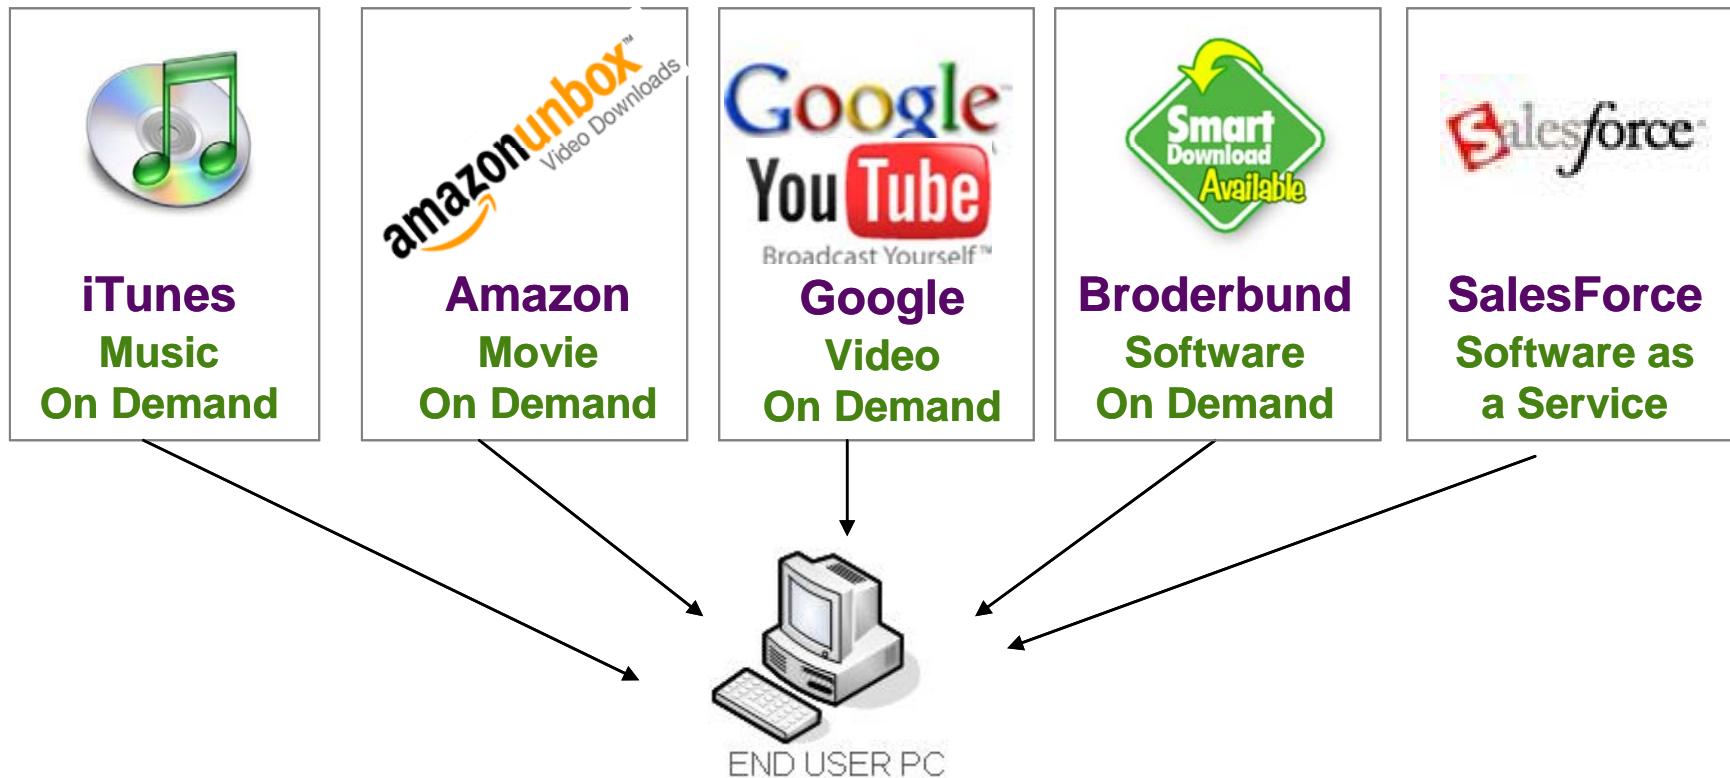 amazonunbox™
Video Downloads
Google
YouTube
Broadcast Yourself™
Smart
Download
Available
Salesforce
iTunes
Music
On Demand
Amazon
Movie
On Demand
Google
Video
On Demand
Broderbund
Software
On Demand
SalesForce
Software as
a Service
END USER PC